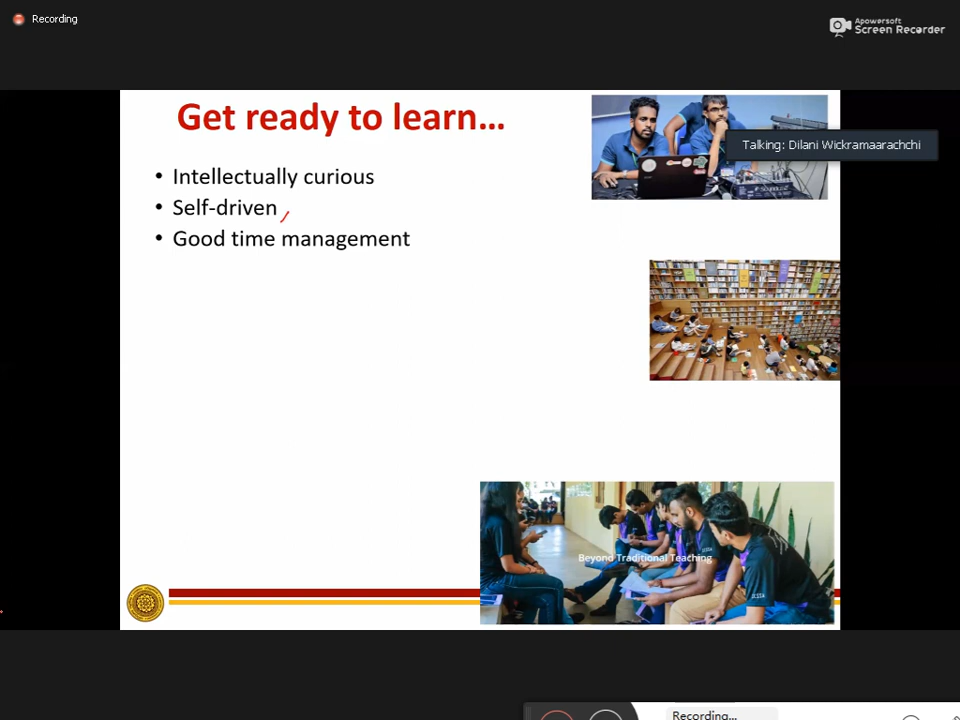 Recording
Apowersoft
Screen Recorder
Get ready to learn...
Talking: Dilani Wickramaarachchi
• Intellectually curious
• Self-driven
• Good time management
Beyond Traditional Teaching
Recording...